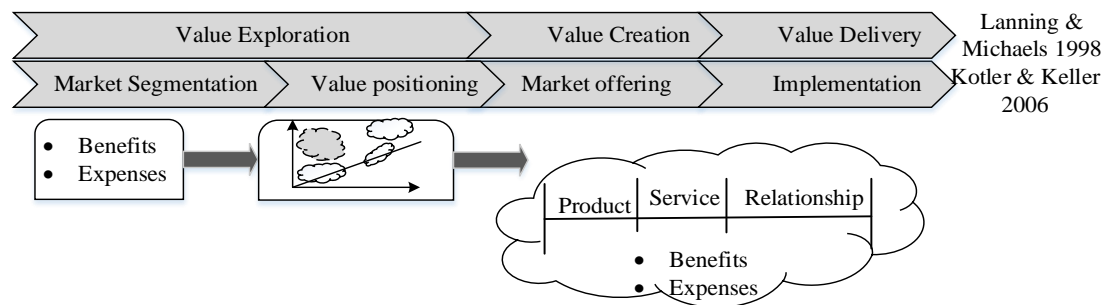 Value Exploration
Value Creation
Value Delivery
Lanning &
Michaels 1998
Market Segmentation
Value positioning
Market offering
Implementation
Kotler & Keller
2006
• Benefits
• Expenses
Product
Service
Relationship
• Benefits
• Expenses